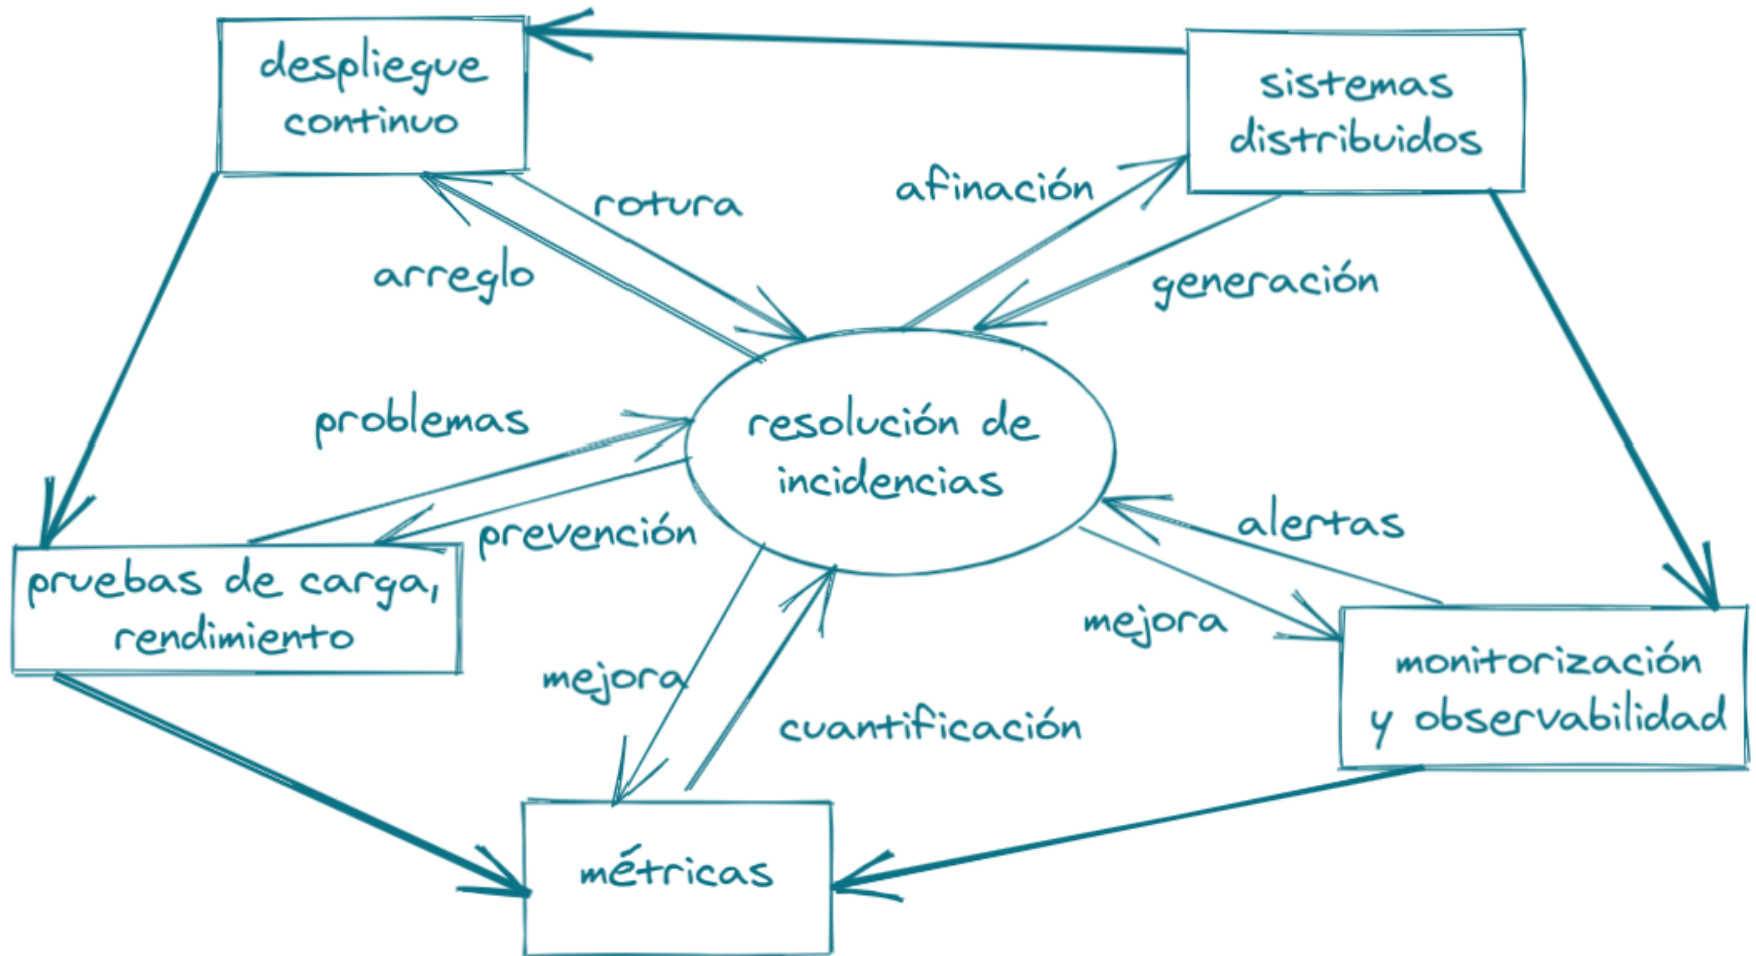 despliegue
continuo
sistemas
distribuidos
rotura
afinación
arreglo
generación
problemas
resolución de
incidencias
prevención
alertas
pruebas de carga,
rendimiento
mejora
mejora
monitorización
y observabilidad
cuantificación
métricas